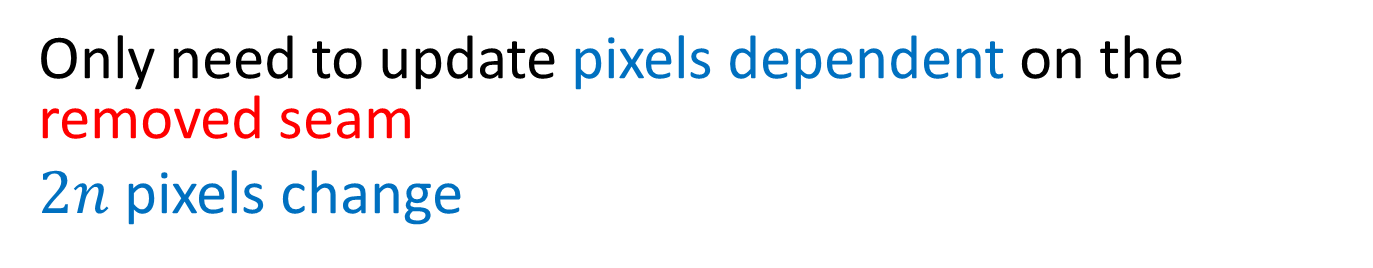 Only need to update pixels dependent on the
removed seam
2n pixels change